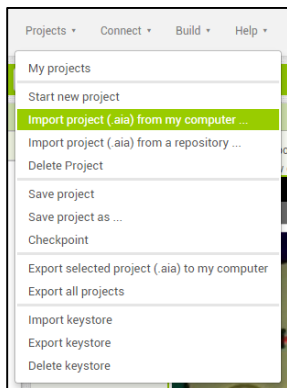 Projects Connect Build Help
My projects
Start new project
Import project (.aia) from my computer ...
Import project (.aia) from a repository ...
Delete Project
Save project
Save project as ...
Checkpoint
Export selected project (.aia) to my computer
Export all projects
Import keystore
Export keystore
Delete keystore